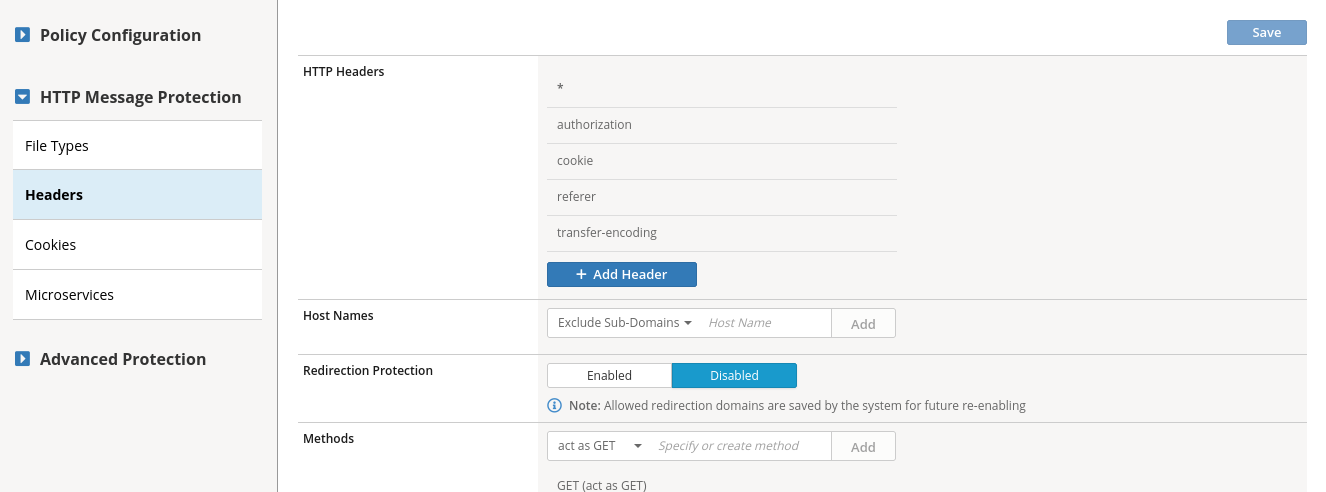 Policy Configuration
HTTP Message Protection
File Types
Headers
Cookies
Microservices
Advanced Protection
Save
HTTP Headers
*
authorization
cookie
referer
transfer-encoding
+ Add Header
Host Names
Exclude Sub-Domains Host Name Add
Redirection Protection
Enabled Disabled
Note: Allowed redirection domains are saved by the system for future re-enabling
Methods
act as GET Specify or create method Add
GET (act as GET)